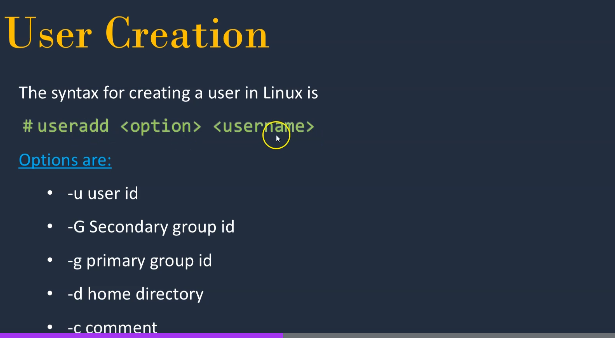 User Creation
The syntax for creating a user in Linux is
# useradd <option> <username>
Options are:
• -u user id
• -G Secondary group id
• -g primary group id
• -d home directory
• -c comment